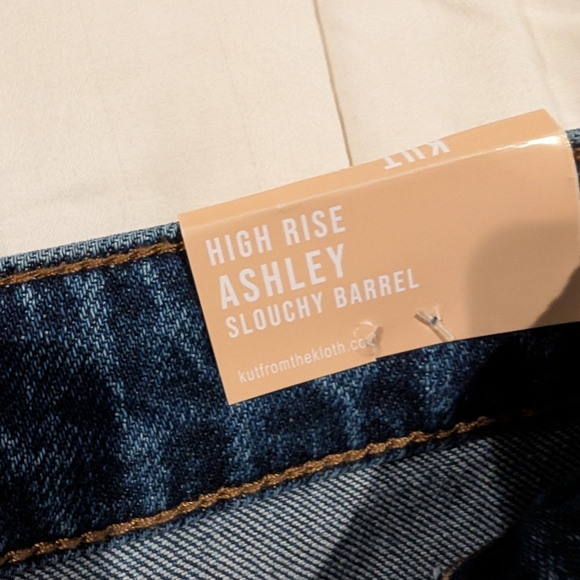 KUT
HIGH RISE
ASHLEY
SLOUCHY BARREL
kutfromthekloth.co